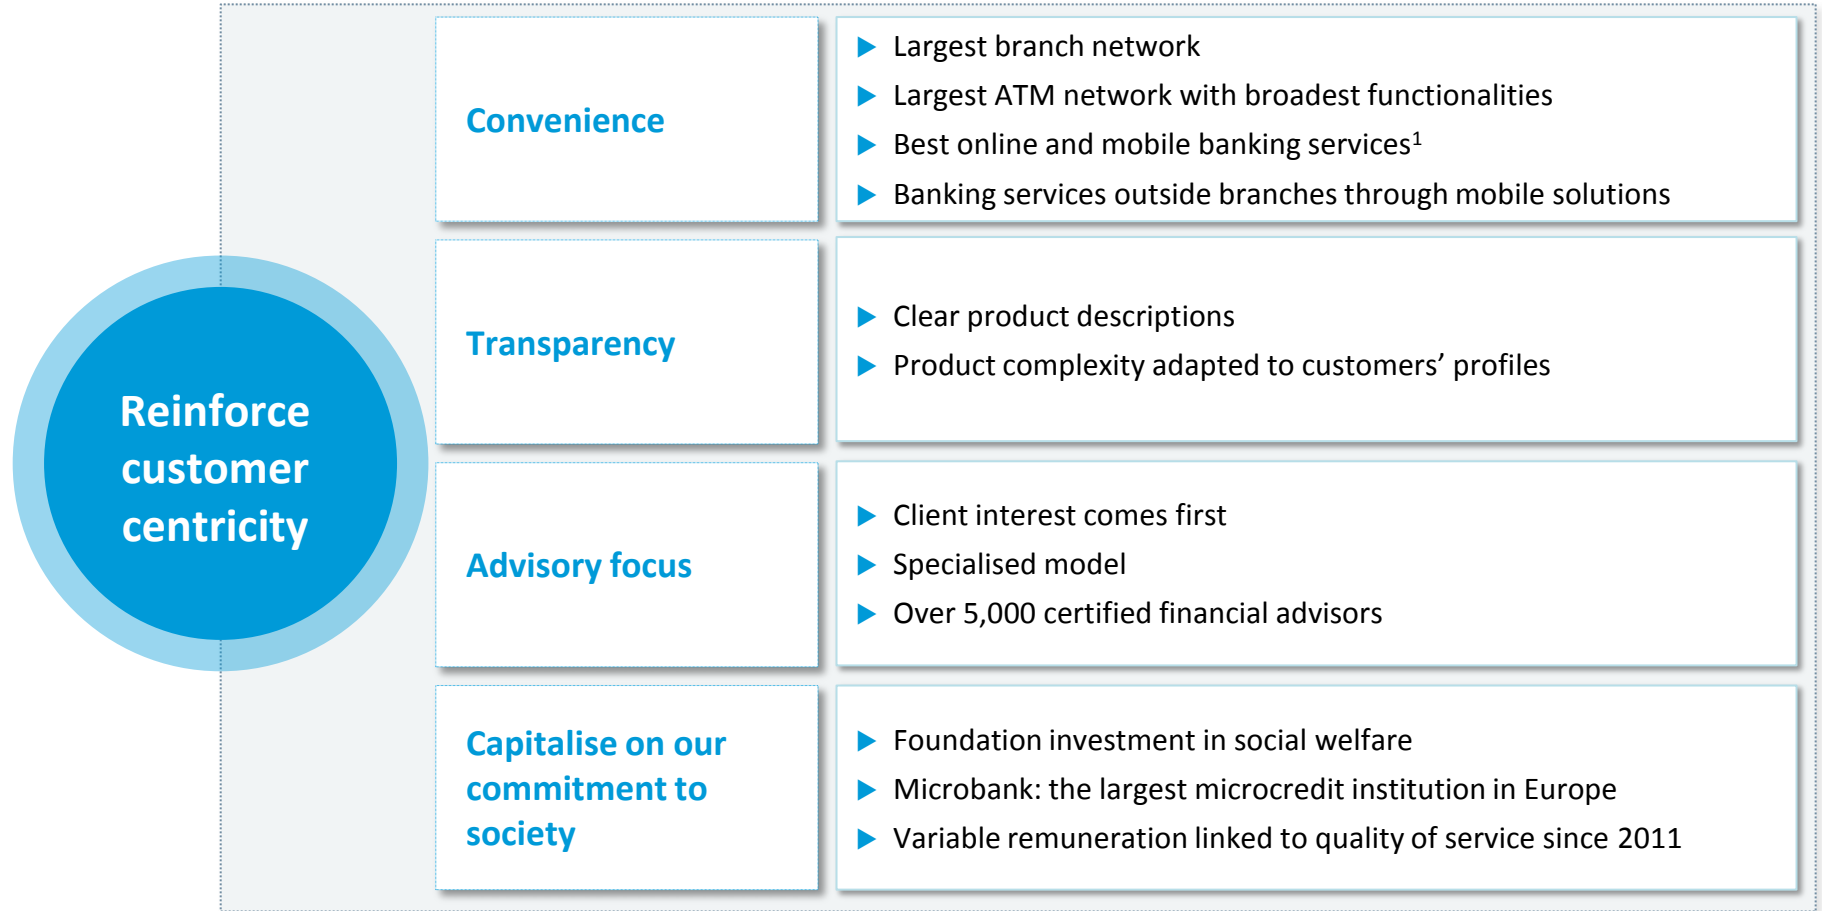 Reinforce
customer
centricity
Convenience
▶ Largest branch network
▶ Largest ATM network with broadest functionalities
▶ Best online and mobile banking services¹
▶ Banking services outside branches through mobile solutions
Transparency
▶ Clear product descriptions
▶ Product complexity adapted to customers’ profiles
Advisory focus
▶ Client interest comes first
▶ Specialised model
▶ Over 5,000 certified financial advisors
Capitalise on our
commitment to
society
▶ Foundation investment in social welfare
▶ Microbank: the largest microcredit institution in Europe
▶ Variable remuneration linked to quality of service since 2011